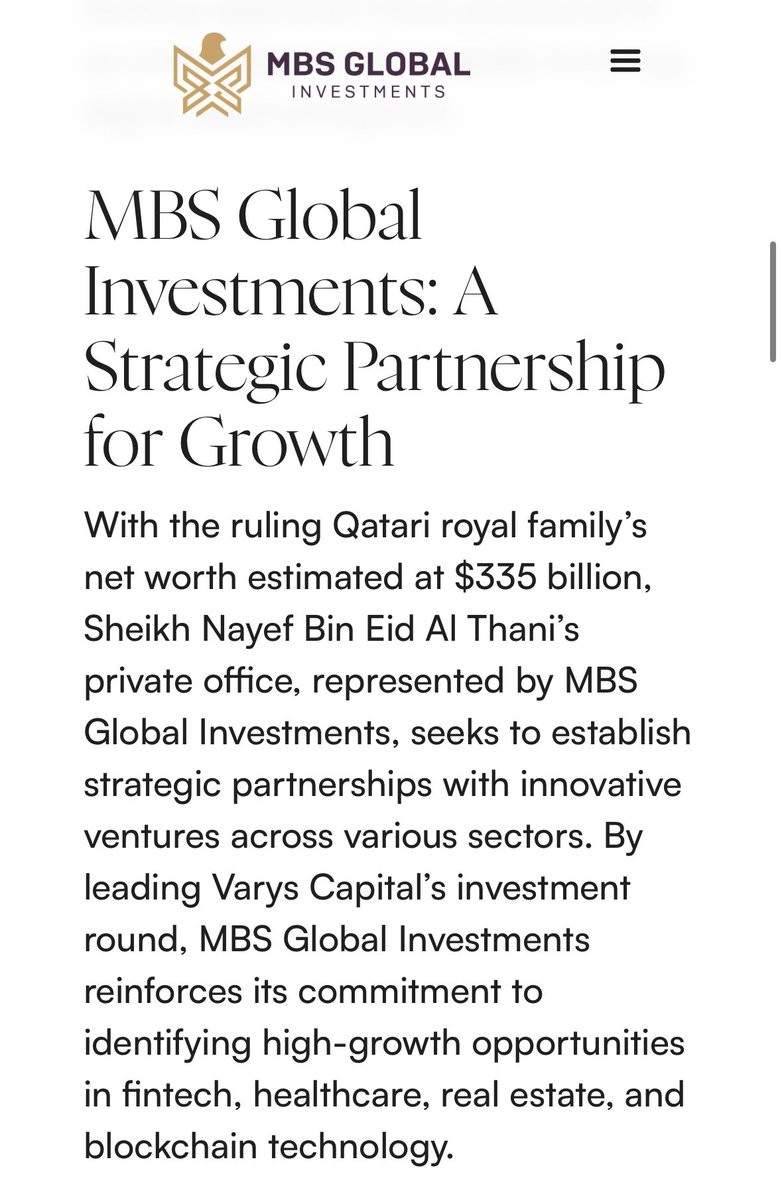 MBS GLOBAL
INVESTMENTS
MBS Global
Investments: A
Strategic Partnership
for Growth
With the ruling Qatari royal family’s
net worth estimated at $335 billion,
Sheikh Nayef Bin Eid Al Thani’s
private office, represented by MBS
Global Investments, seeks to establish
strategic partnerships with innovative
ventures across various sectors. By
leading Varys Capital’s investment
round, MBS Global Investments
reinforces its commitment to
identifying high-growth opportunities
in fintech, healthcare, real estate, and
blockchain technology.